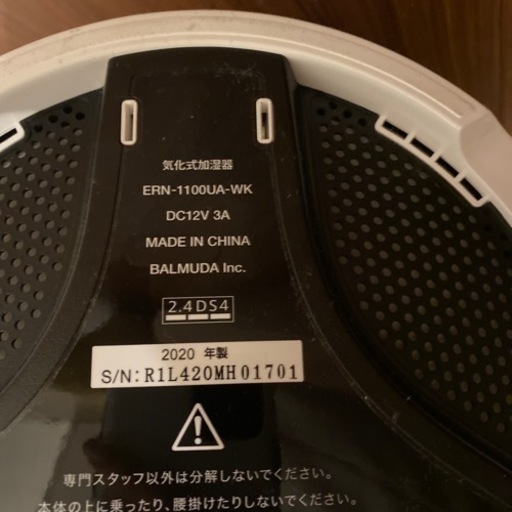 気化式加湿器
ERN-1100UA-WK
DC12V 3A
MADE IN CHINA
BALMUDA Inc.
2.4DS4
2020 年製
S/N: R1L420MH01701
専門スタッフ以外は分解しないでください。
本体の上に乗ったり、腰掛けたりしないでください。